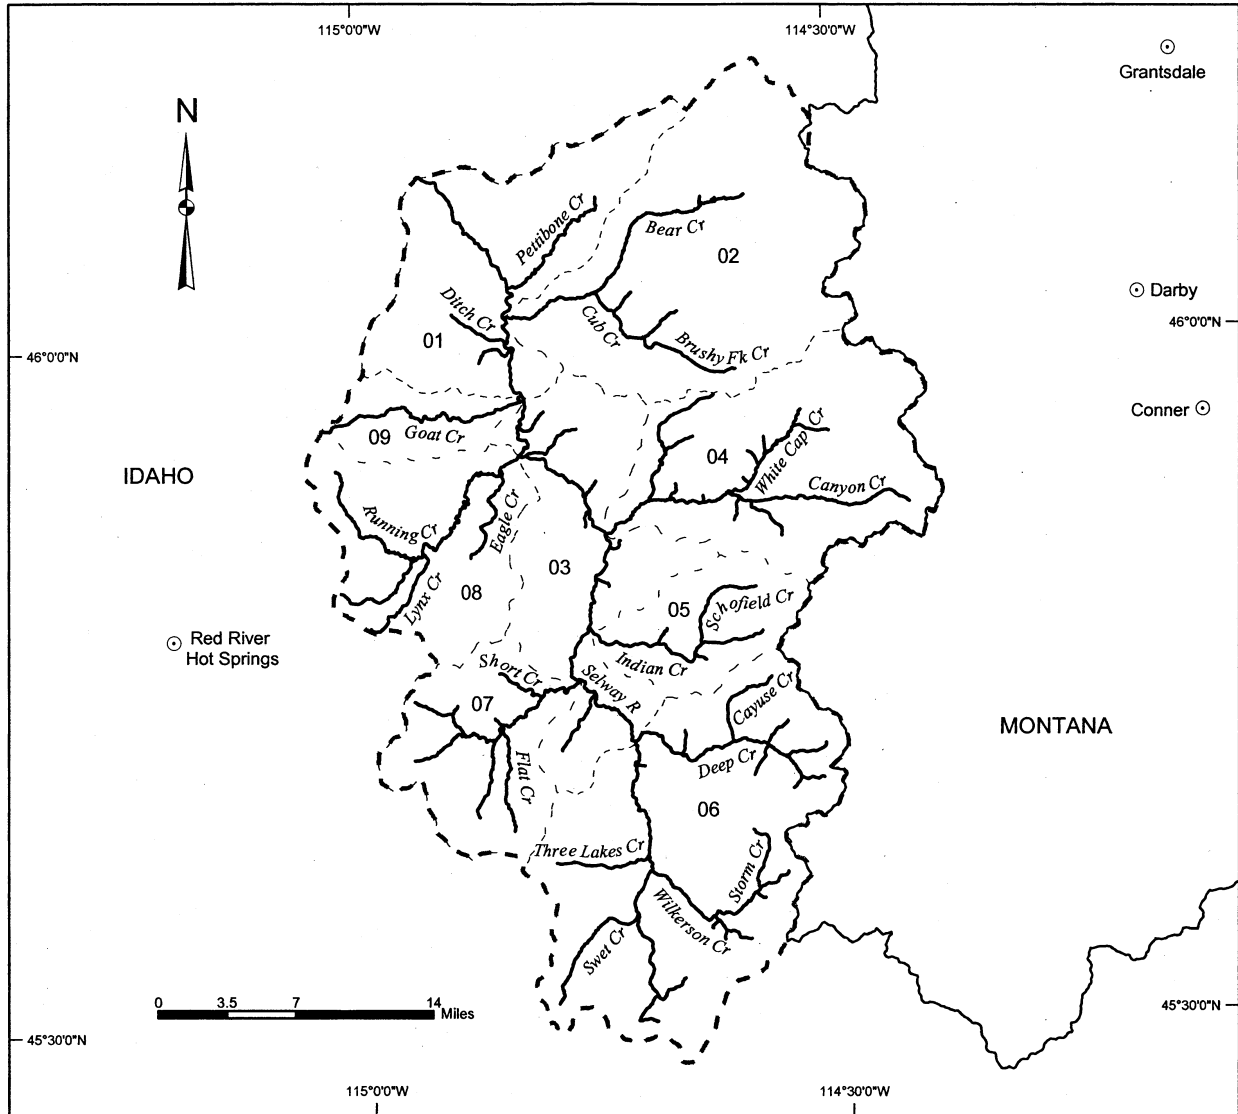 115°0'0"W
114°30'0"W
Grantsdale
N
Pettibone Cr
Bear Cr
02
Ditch Cr
Darby
46°0'0"N
Cub Cr
01
Brushy Fk Cr
46°0'0"N
Conner
09
Goat Cr
04
White Cap Cr
IDAHO
Canyon Cr
Running Cr
Eagle Cr
03
08
Lynx Cr
05
Schofield Cr
Red River
Hot Springs
Indian Cr
Short Cr
Selway R
07
Cayuse Cr
MONTANA
Flat Cr
Deep Cr
06
Three Lakes Cr
Storm Cr
Wilkerson Cr
Swet Cr
0 3.5 7 14
Miles
45°30'0"N
45°30'0"N
115°0'0"W
114°30'0"W